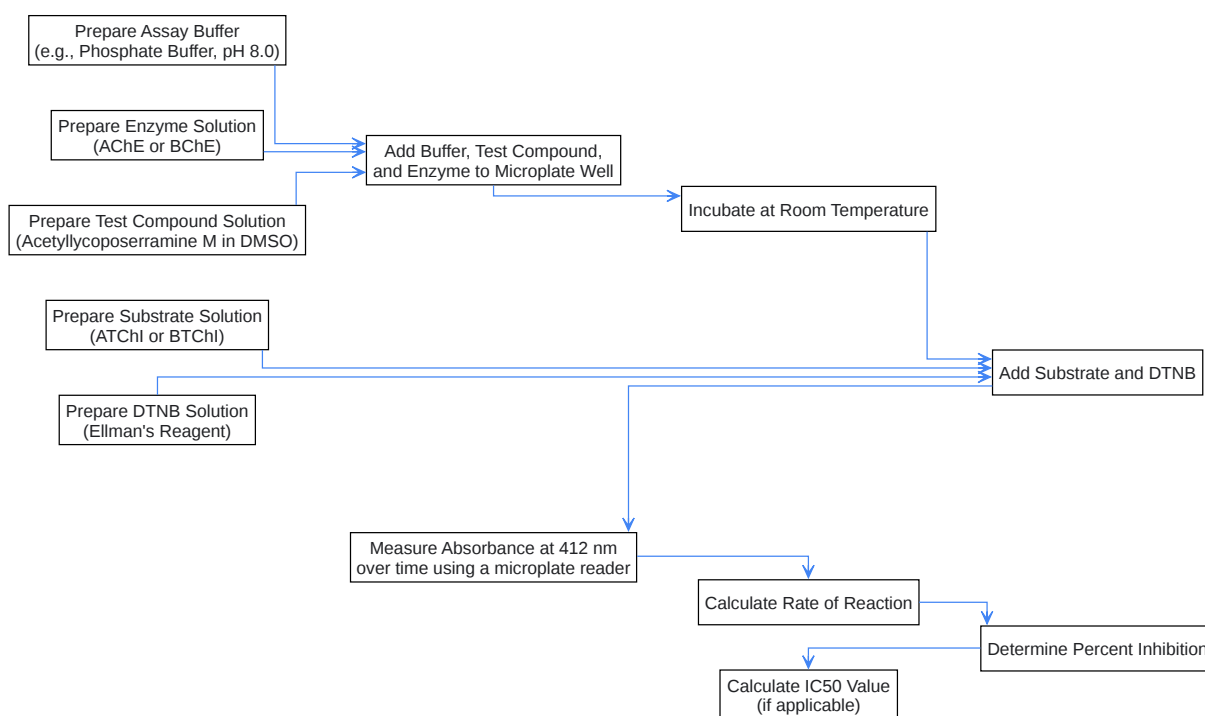 Prepare Assay Buffer
(e.g., Phosphate Buffer, pH 8.0)
Prepare Enzyme Solution
(AChE or BChE)
Add Buffer, Test Compound,
and Enzyme to Microplate Well
Incubate at Room Temperature
Prepare Test Compound Solution
(Acetyllycoposerramine M in DMSO)
Prepare Substrate Solution
(ATChI or BTChI)
Add Substrate and DTNB
Prepare DTNB Solution
(Ellman's Reagent)
Measure Absorbance at 412 nm
over time using a microplate reader
Calculate Rate of Reaction
Determine Percent Inhibition
Calculate IC50 Value
(if applicable)